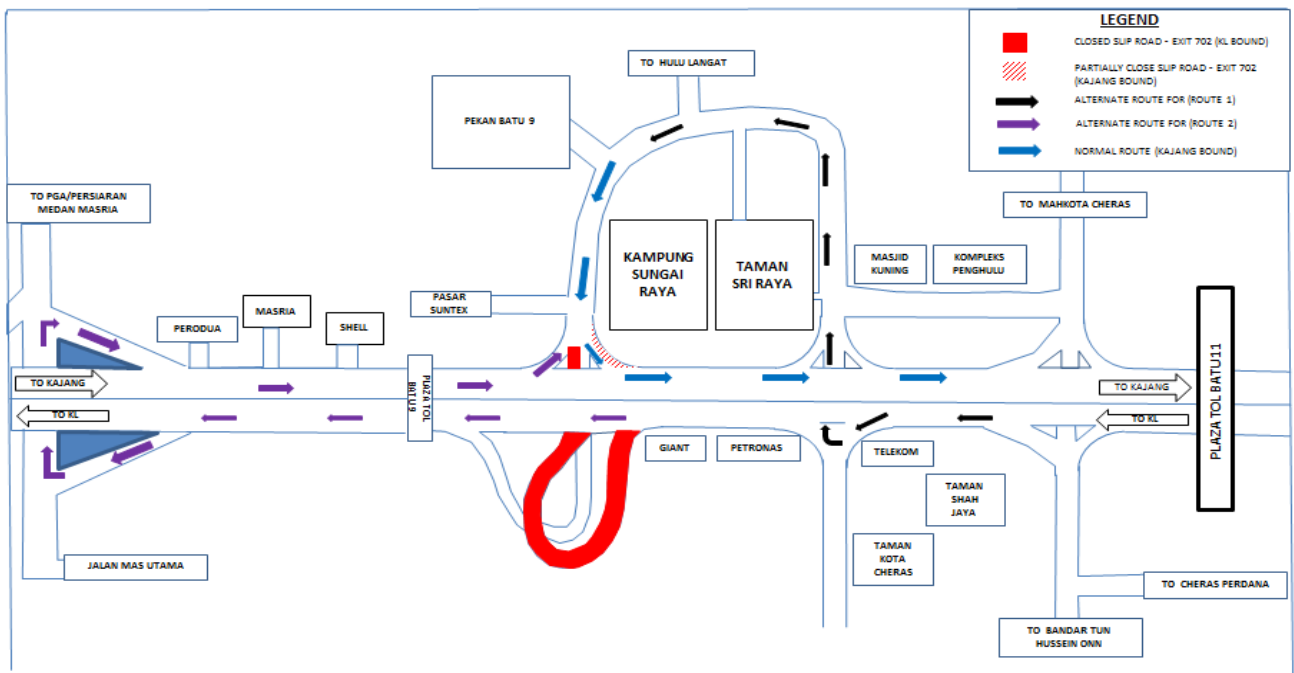 LEGEND
CLOSED SLIP ROAD - EXIT 702 (KL BOUND)
PARTIALLY CLOSE SLIP ROAD - EXIT 702
(KAJANG BOUND)
ALTERNATE ROUTE FOR (ROUTE 1)
ALTERNATE ROUTE FOR (ROUTE 2)
NORMAL ROUTE (KAJANG BOUND)
TO HULU LANGAT
PEKAN BATU 9
TO PGA/PERSIARAN
MEDAN MASRIA
TO MAHKOTA CHERAS
KAMPUNG
SUNGAI
RAYA
TAMAN
SRI RAYA
MASJID
KUNING
KOMPLEKS
PENGHULU
PASAR
SUNTEX
PERODUA
MASRIA
SHELL
PLAZA TOL
BATU 9
TO KAJANG
TO KL
TO KAJANG
TO KL
PLAZA TOL BATU11
GIANT
PETRONAS
TELEKOM
TAMAN
SHAH
JAYA
TAMAN
KOTA
CHERAS
JALAN MAS UTAMA
TO CHERAS PERDANA
TO BANDAR TUN
HUSSEIN ONN